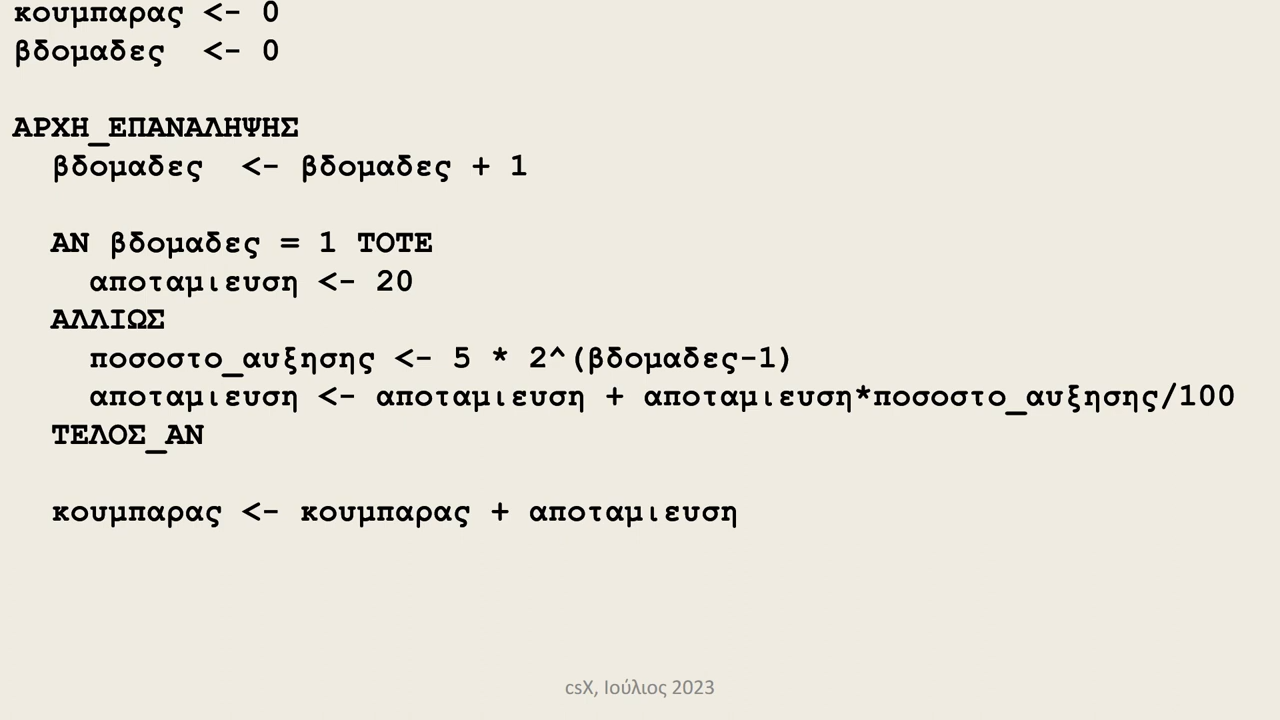 κουμπαρας <- 0
βδομαδες  <- 0
ΑΡΧΗ_ΕΠΑΝΑΛΗΨΗΣ
  βδομαδες  <- βδομαδες + 1
  ΑΝ βδομαδες = 1 ΤΟΤΕ
    αποταμιευση <- 20
  ΑΛΛΙΩΣ
    ποσοστο_αυξησης <- 5 * 2^(βδομαδες-1)
    αποταμιευση <- αποταμιευση + αποταμιευση*ποσοστο_αυξησης/100
  ΤΕΛΟΣ_ΑΝ
  κουμπαρας <- κουμπαρας + αποταμιευση
csX, Ιούλιος 2023